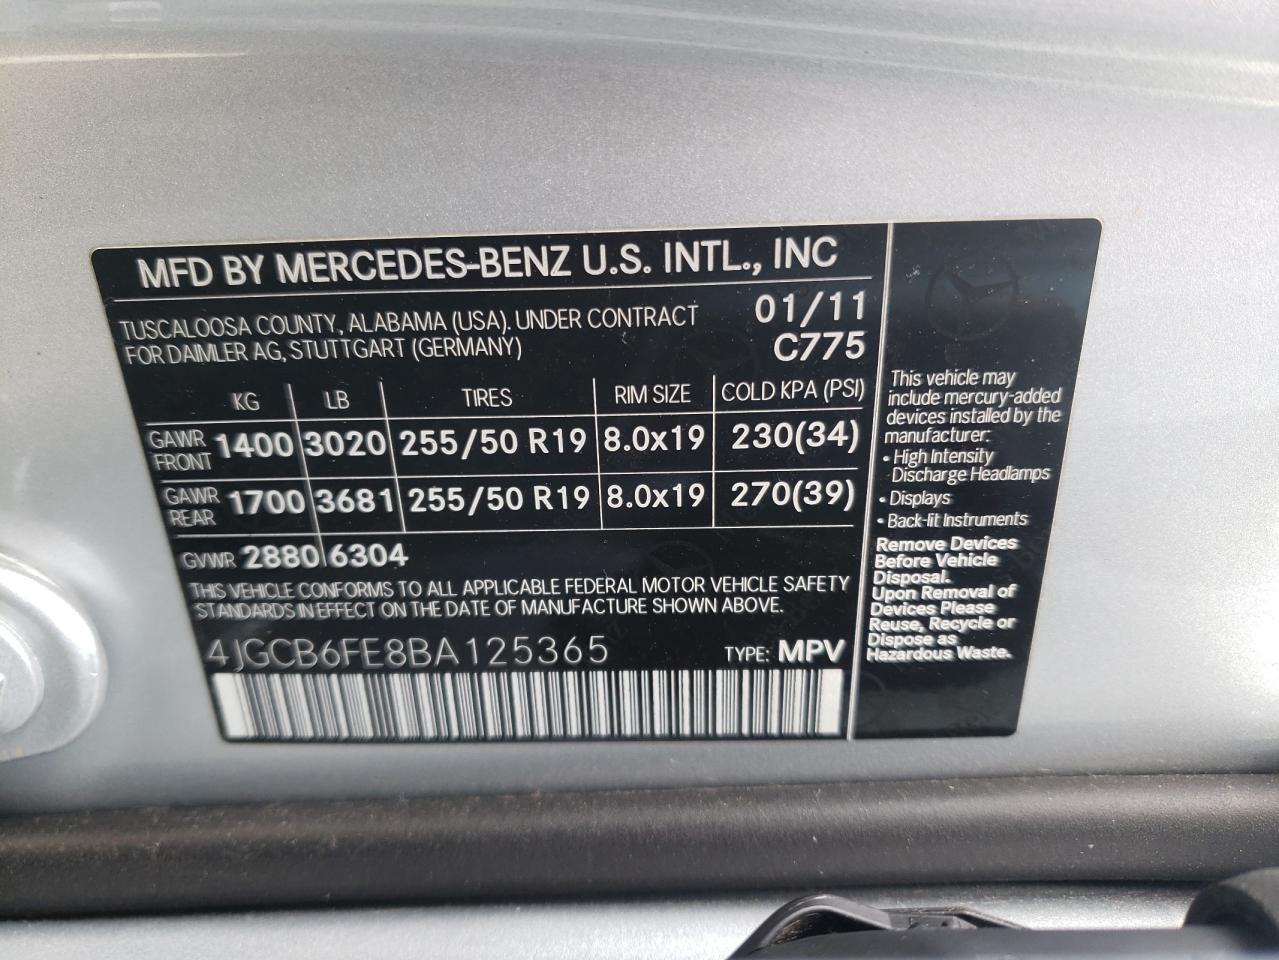 MFD BY MERCEDES-BENZ U.S. INTL., INC
TUSCALOOSA COUNTY, ALABAMA (USA). UNDER CONTRACT
FOR DAIMLER AG, STUTTGART (GERMANY)
01/11
C775
KG LB TIRES RIM SIZE COLD KPA (PSI)
GAWR FRONT 1400 3020 255/50 R19 8.0x19 230(34)
GAWR REAR 1700 3681 255/50 R19 8.0x19 270(39)
GVWR 2880 6304
THIS VEHICLE CONFORMS TO ALL APPLICABLE FEDERAL MOTOR VEHICLE SAFETY
STANDARDS IN EFFECT ON THE DATE OF MANUFACTURE SHOWN ABOVE.
4JGCB6FE8BA125365 TYPE: MPV
This vehicle may
include mercury-added
devices installed by the
manufacturer:
• High Intensity
Discharge Headlamps
• Displays
• Back-lit Instruments
Remove Devices
Before Vehicle
Disposal.
Upon Removal of
Devices Please
Reuse, Recycle or
Dispose as
Hazardous Waste.